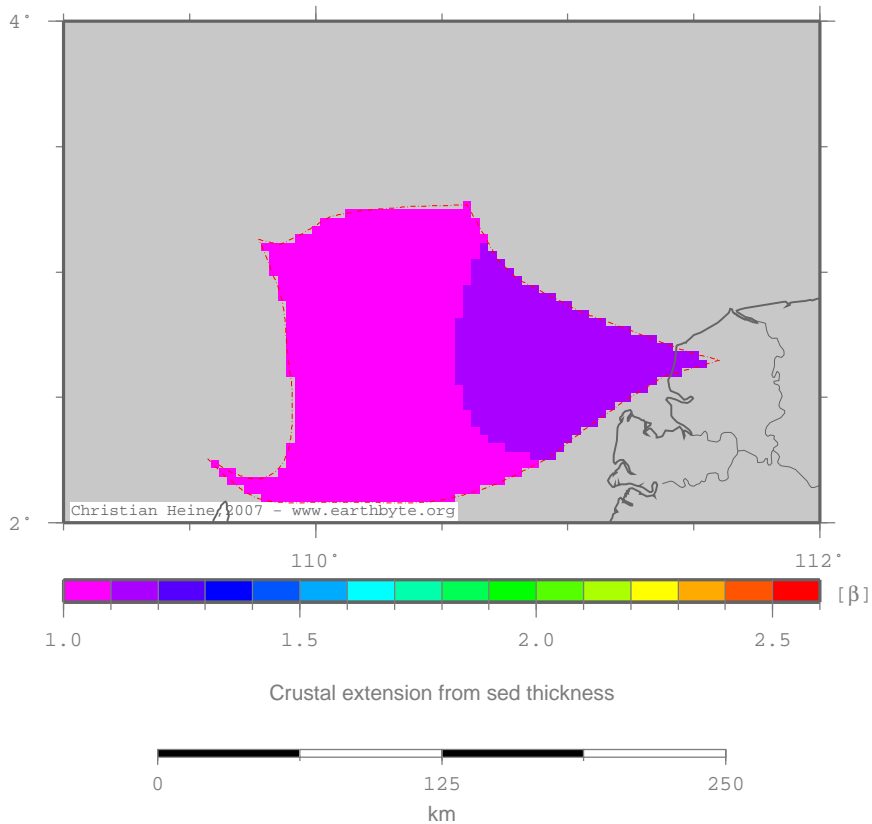 4°
2°
Christian Heine,2007 - www.earthbyte.org
110° 112°
[β]
1.0 1.5 2.0 2.5
Crustal extension from sed thickness
0 125 250
km